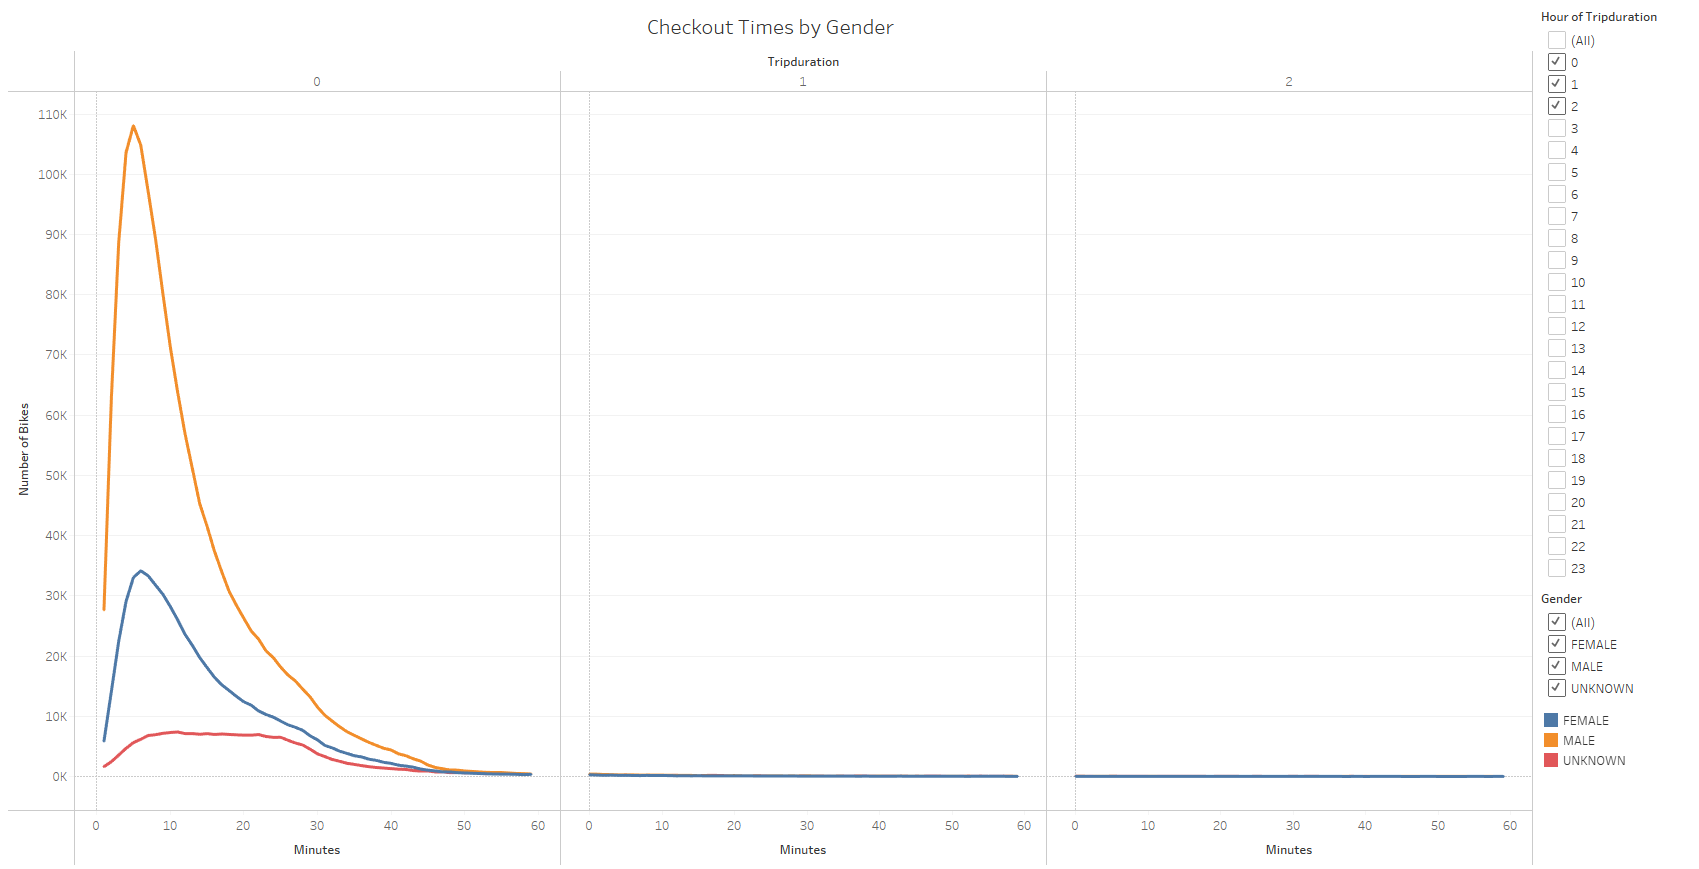 Checkout Times by Gender
Tripduration
0 1 2
110K
100K
90K
80K
70K
60K
50K
40K
30K
20K
10K
0K
Number of Bikes
0 10 20 30 40 50 60
0 10 20 30 40 50 60
0 10 20 30 40 50 60
Minutes Minutes Minutes
Hour of Tripduration
(All)
0
1
2
3
4
5
6
7
8
9
10
11
12
13
14
15
16
17
18
19
20
21
22
23
Gender
(All)
FEMALE
MALE
UNKNOWN
FEMALE
MALE
UNKNOWN